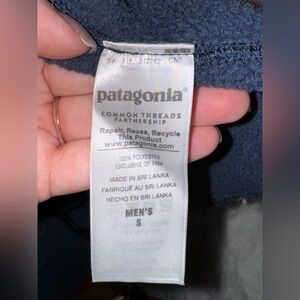 patagonia®
COMMON THREADS
PARTNERSHIP
Repair, Reuse, Recycle
This Product
www.patagonia.com
100% POLYESTER
EXCLUSIVE OF TRIM
MADE IN SRI LANKA
FABRIQUÉ AU SRI LANKA
HECHO EN SRI LANKA
MEN'S
S